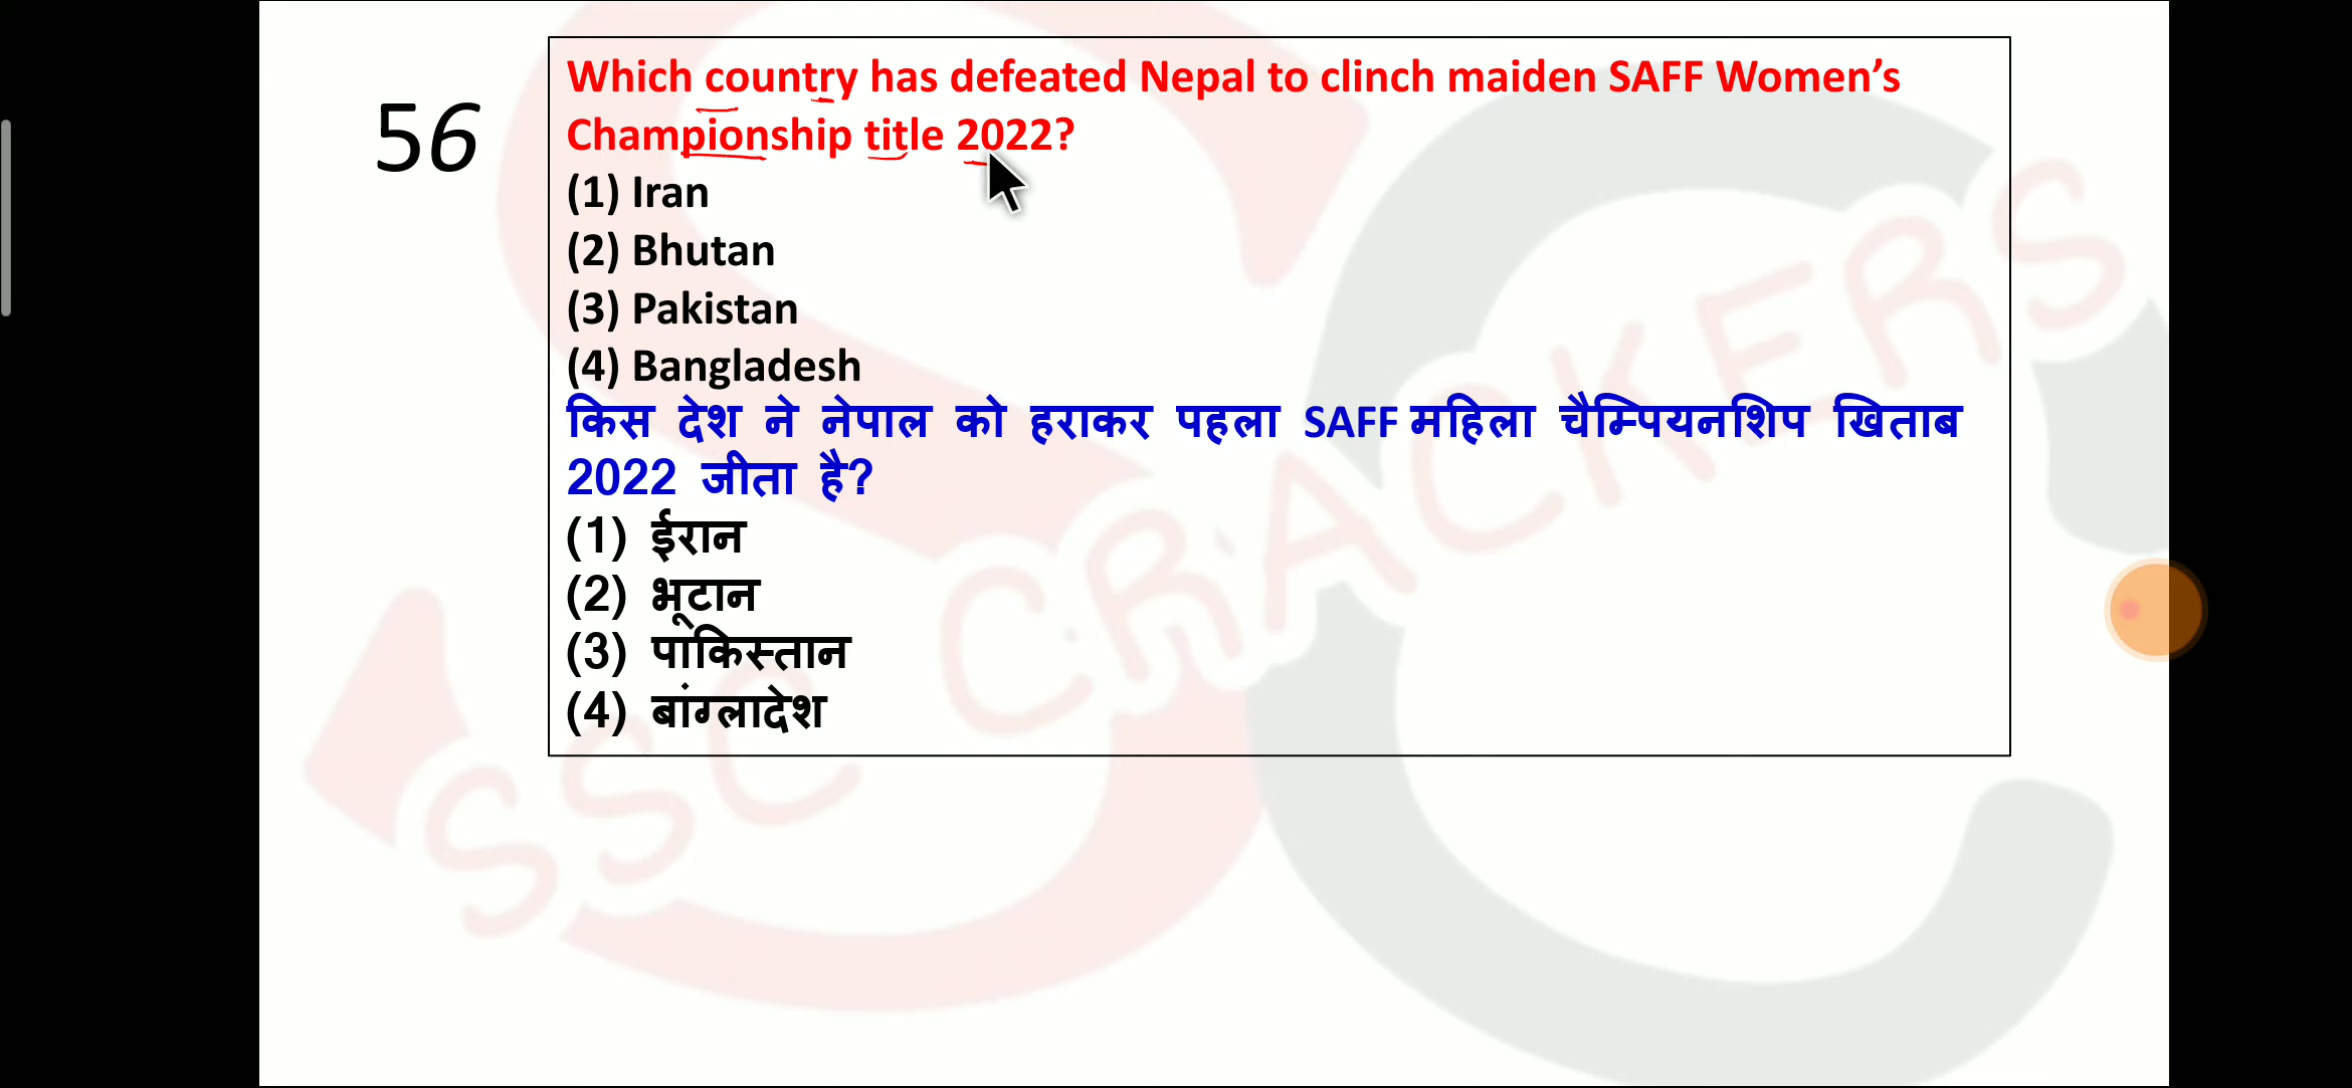 56
Which country has defeated Nepal to clinch maiden SAFF Women's
Championship title 2022?
(1) Iran
(2) Bhutan
(3) Pakistan
(4) Bangladesh
किस देश ने नेपाल को हराकर पहला SAFF महिला चैम्पियनशिप खिताब
2022 जीता है?
(1) ईरान
(2) भूटान
(3) पाकिस्तान
(4) बांग्लादेश
SSC CRACKERS